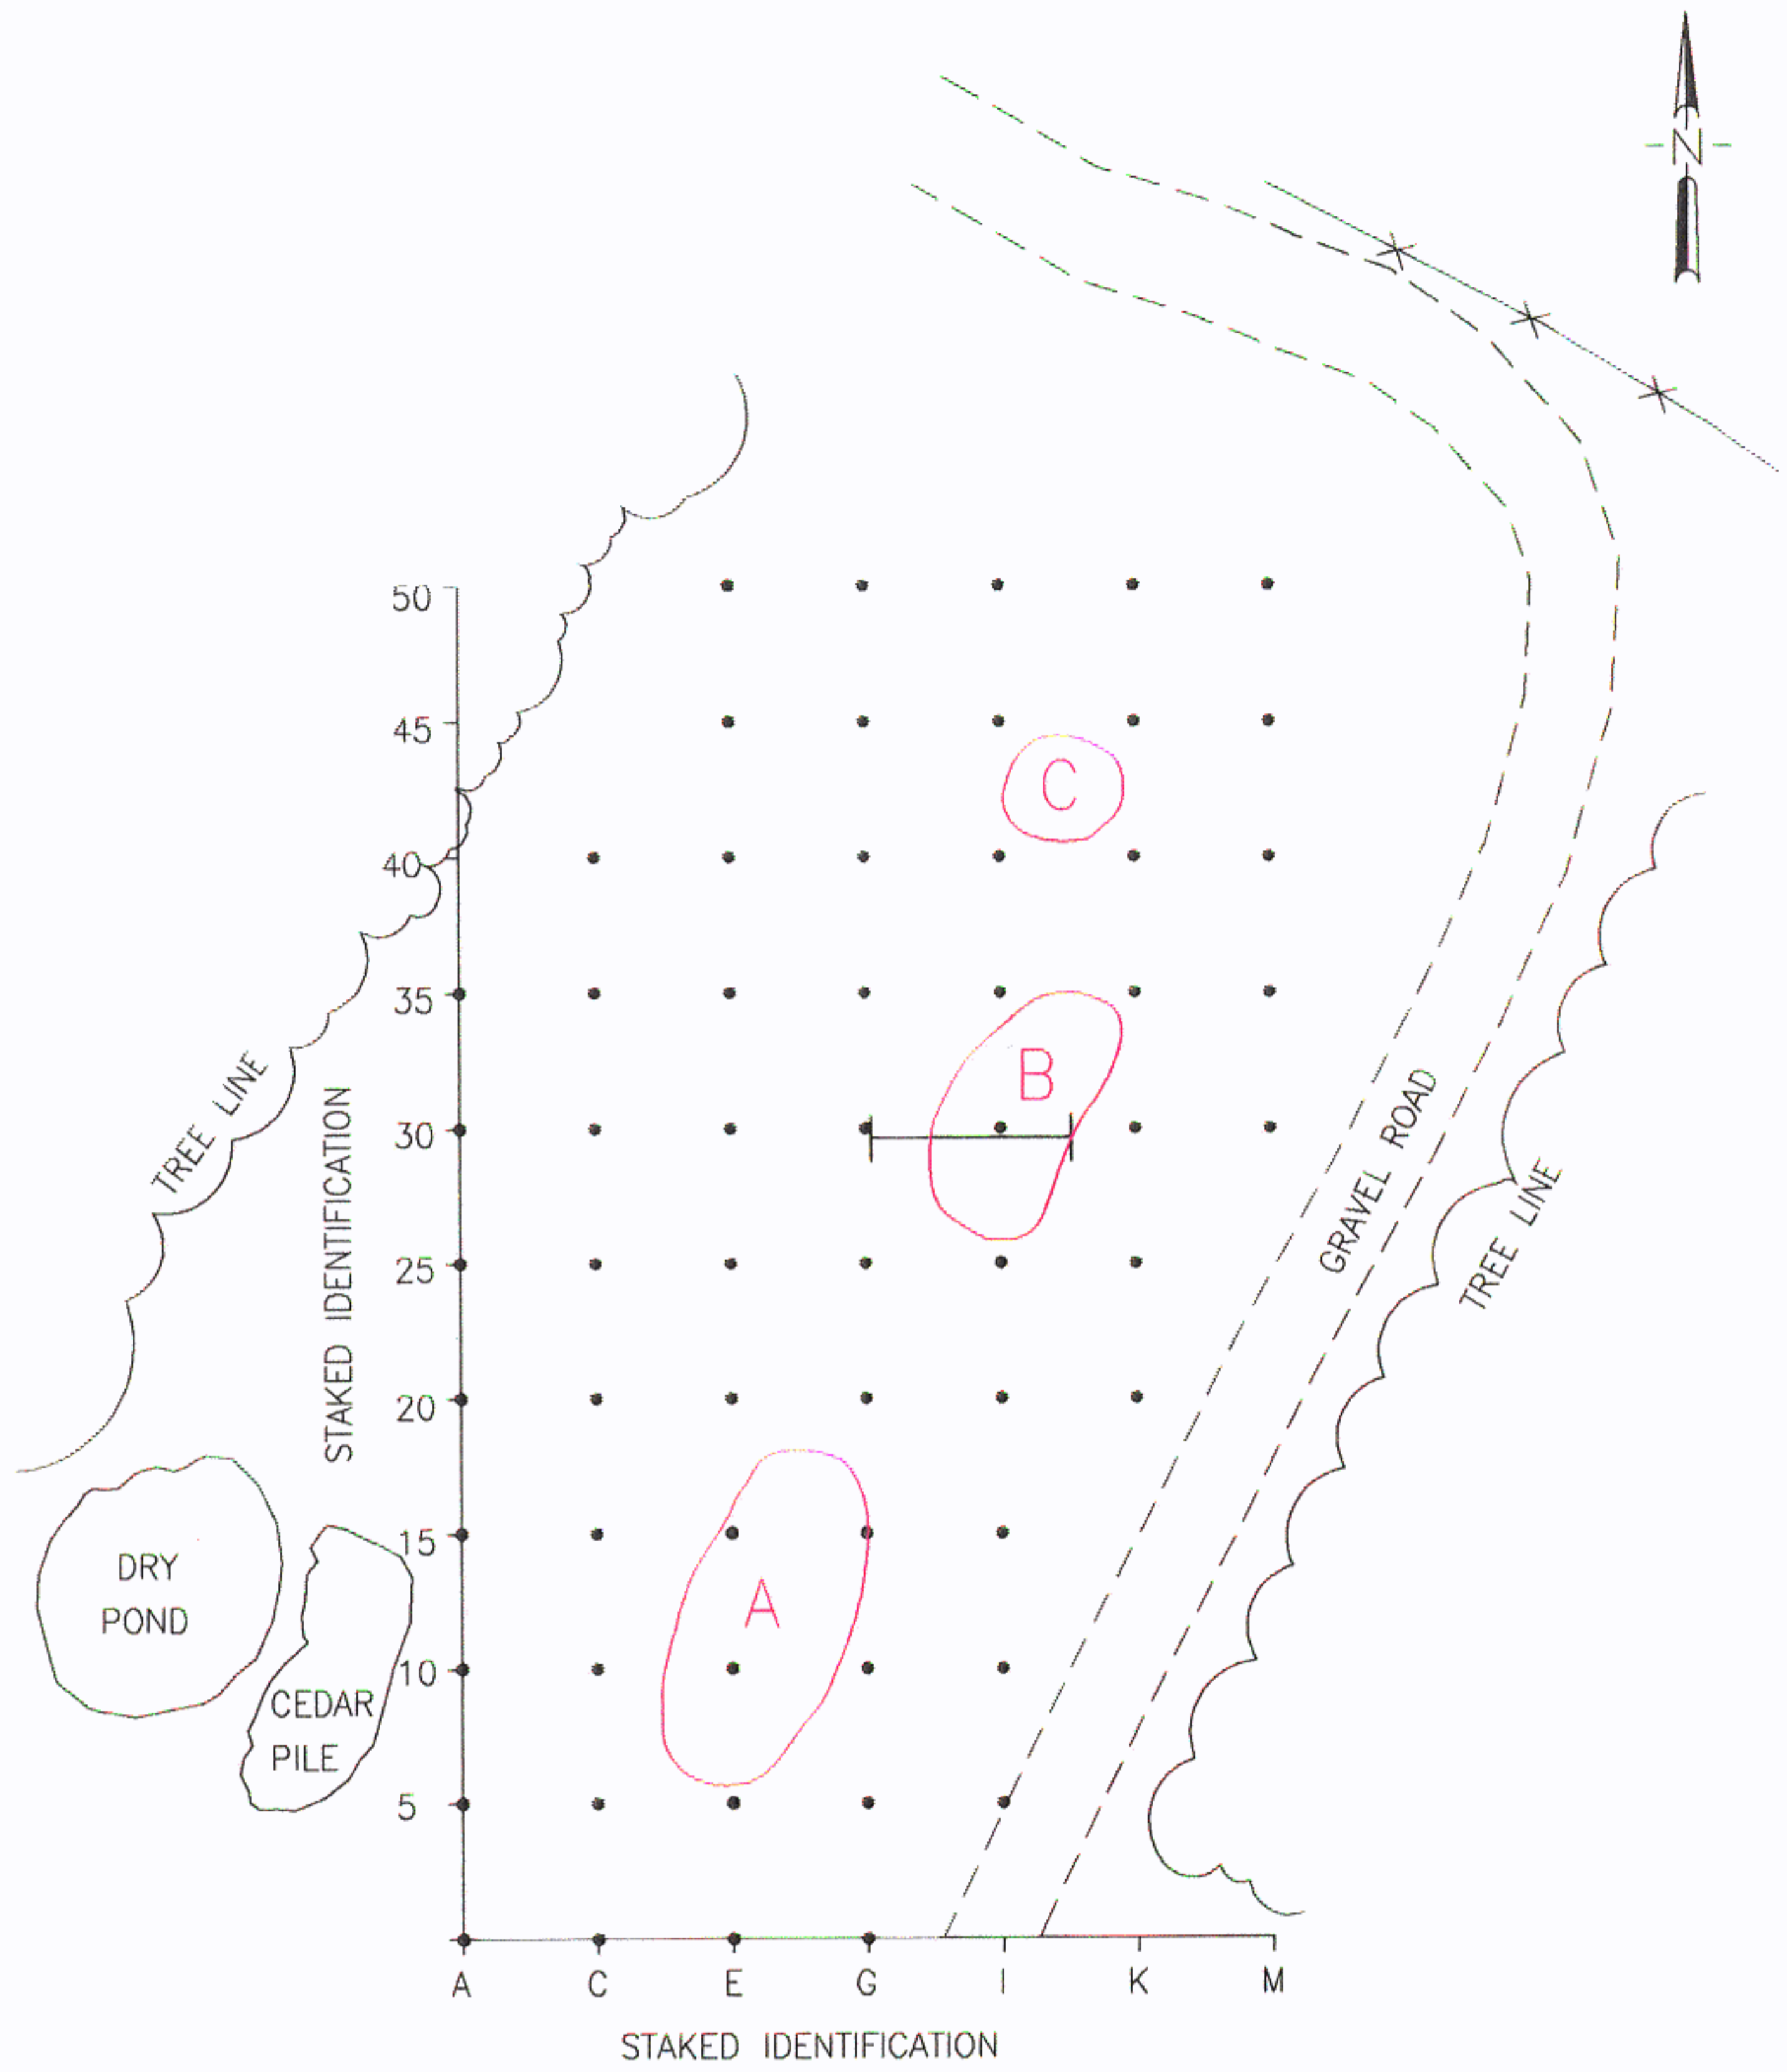 N
50
45
40
35
30
25
20
15
10
5
C
B
A
TREE LINE
STAKED IDENTIFICATION
GRAVEL ROAD
TREE LINE
DRY
POND
CEDAR
PILE
A C E G I K M
STAKED IDENTIFICATION